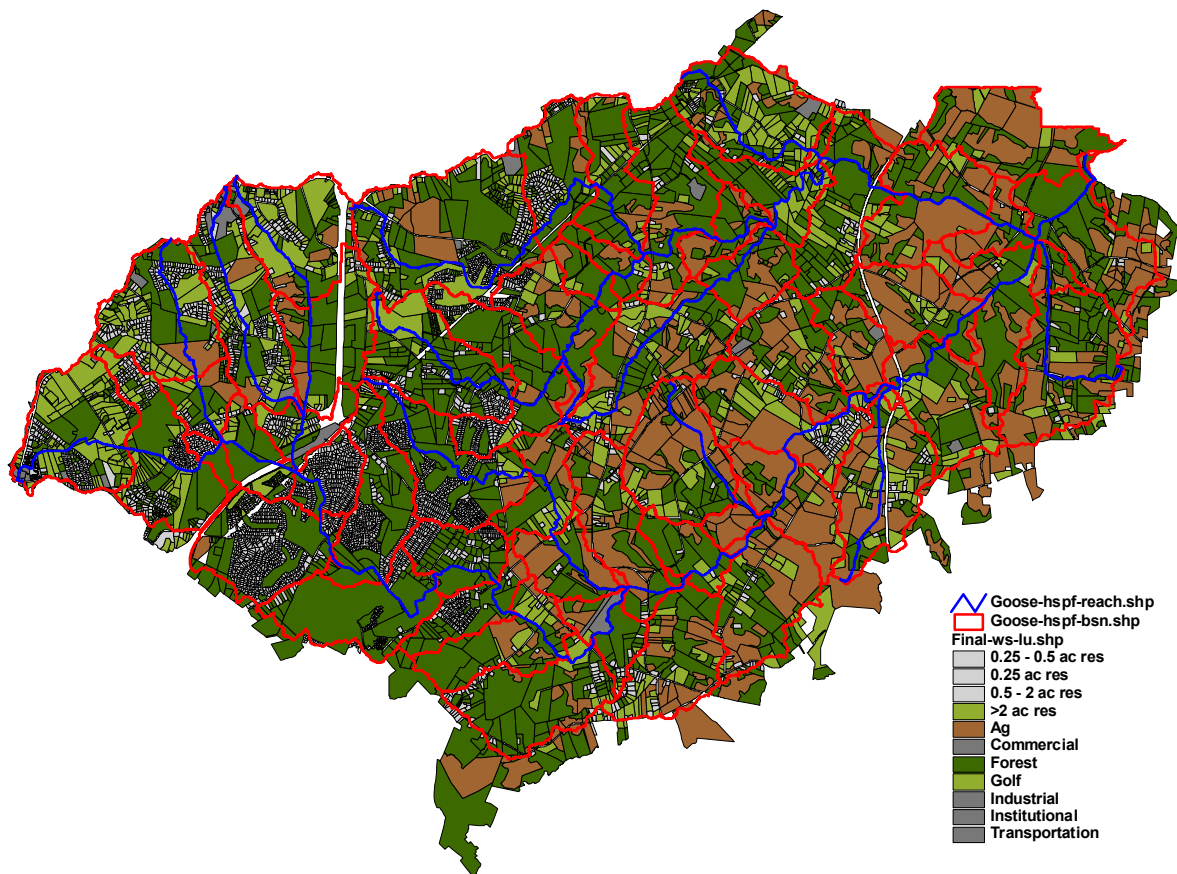 Goose-hspf-reach.shp
Goose-hspf-bsn.shp
Final-ws-lu.shp
0.25 - 0.5 ac res
0.25 ac res
0.5 - 2 ac res
>2 ac res
Ag
Commercial
Forest
Golf
Industrial
Institutional
Transportation